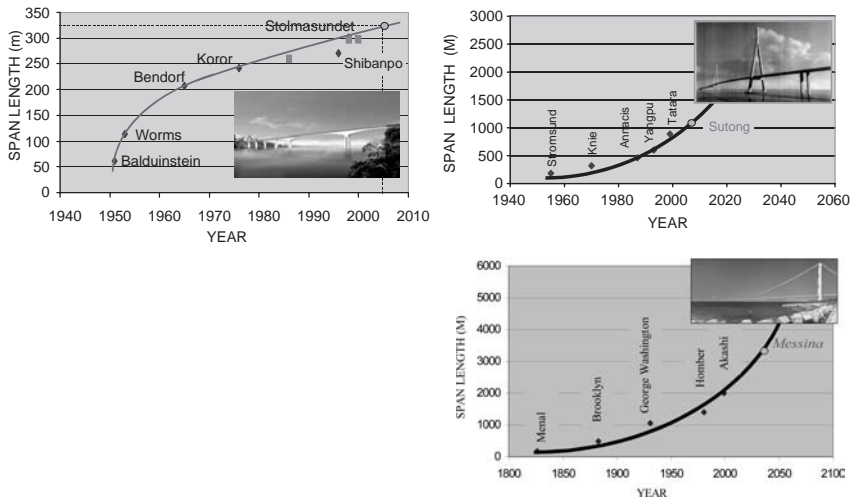 SPAN LENGTH (m)
350
300
250
200
150
100
50
0
Stolmasundet
Koror
Shibanpo
Bendorf
Worms
Balduinstein
1940 1950 1960 1970 1980 1990 2000 2010
YEAR
SPAN LENGTH (M)
3000
2500
2000
1500
1000
500
0
Stromsund
Knie
Annacis
Yangpu
Tatara
Sutong
1940 1960 1980 2000 2020 2040 2060
YEAR
SPAN LENGTH (M)
6000
5000
4000
3000
2000
1000
0
Menal
Brooklyn
George Washington
Homber
Akashi
Messina
1800 1850 1900 1950 2000 2050 2100
YEAR